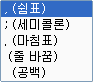 , (쉼표)
; (세미콜론)
. (마침표)
(줄 바꿈)
(공백)